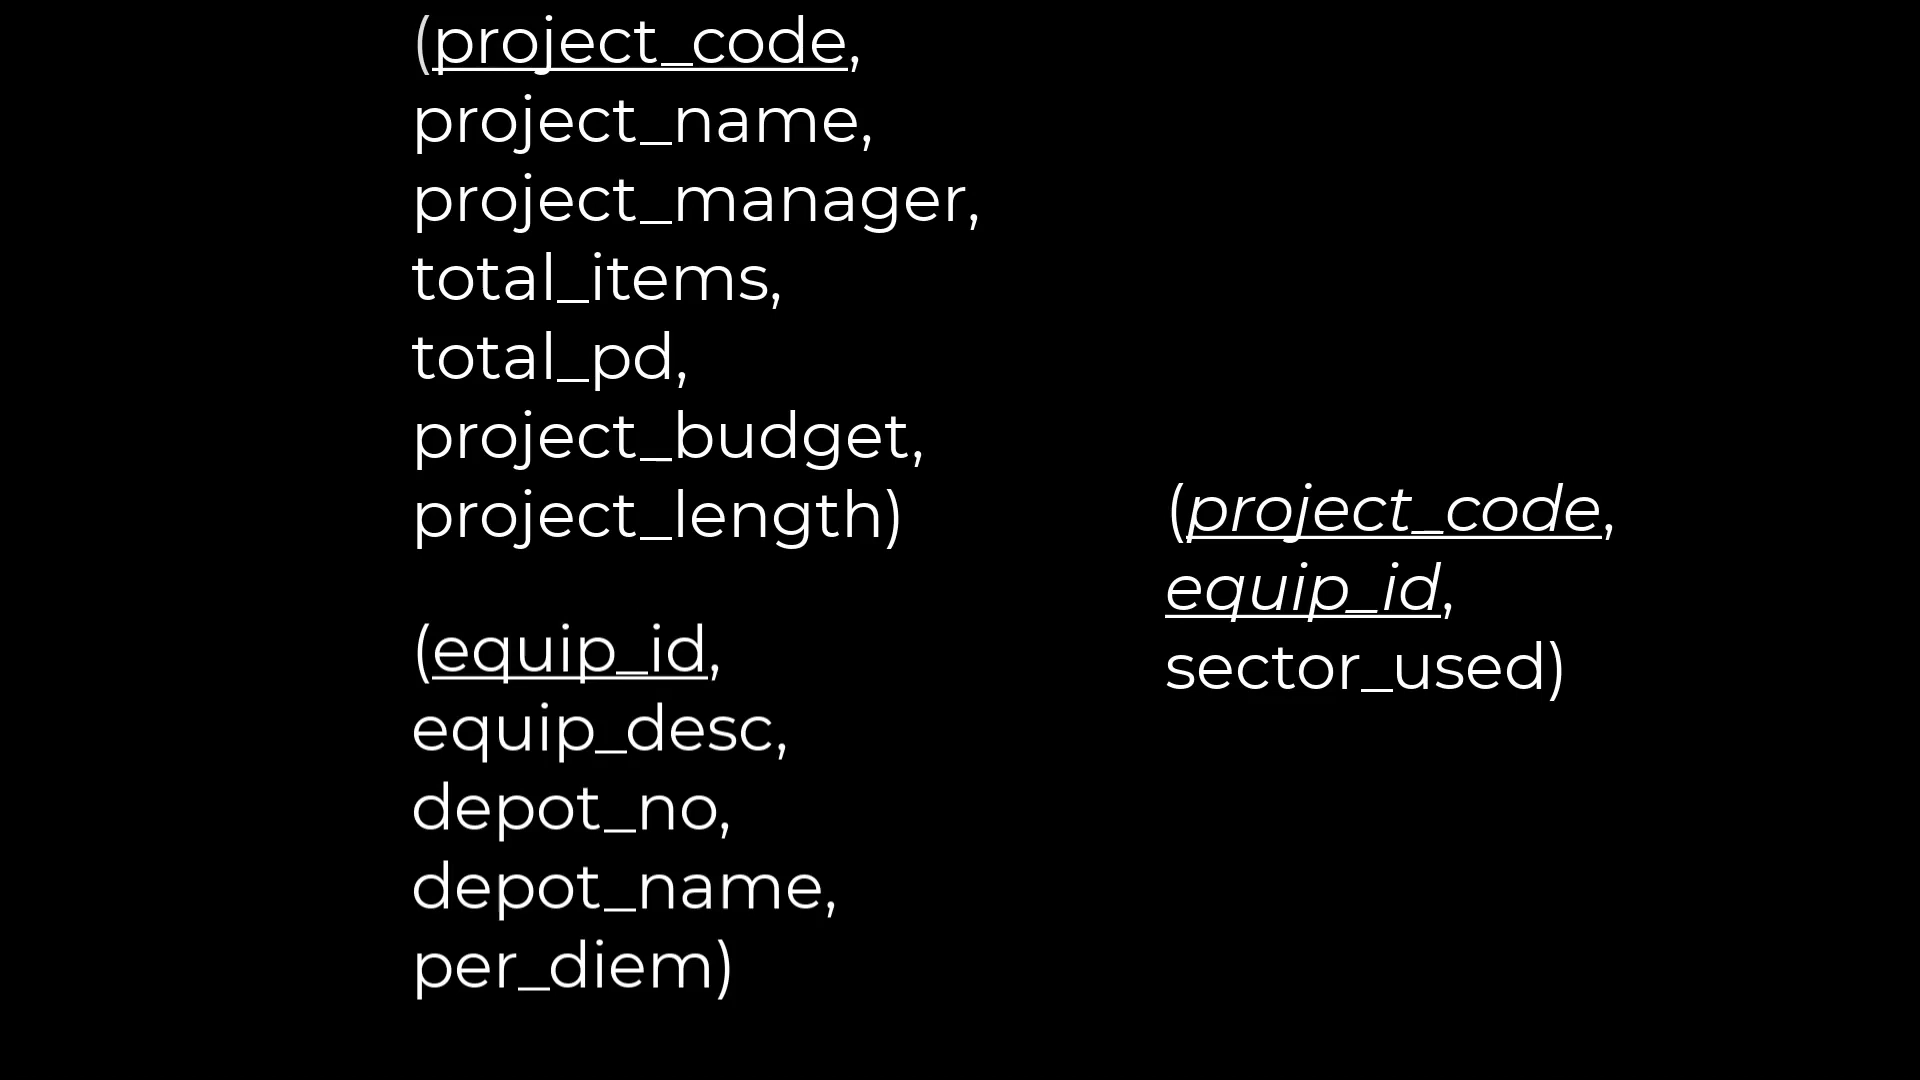 (project_code,
project_name,
project_manager,
total_items,
total_pd,
project_budget,
project_length)
(equip_id,
equip_desc,
depot_no,
depot_name,
per_diem)
(project_code,
equip_id,
sector_used)